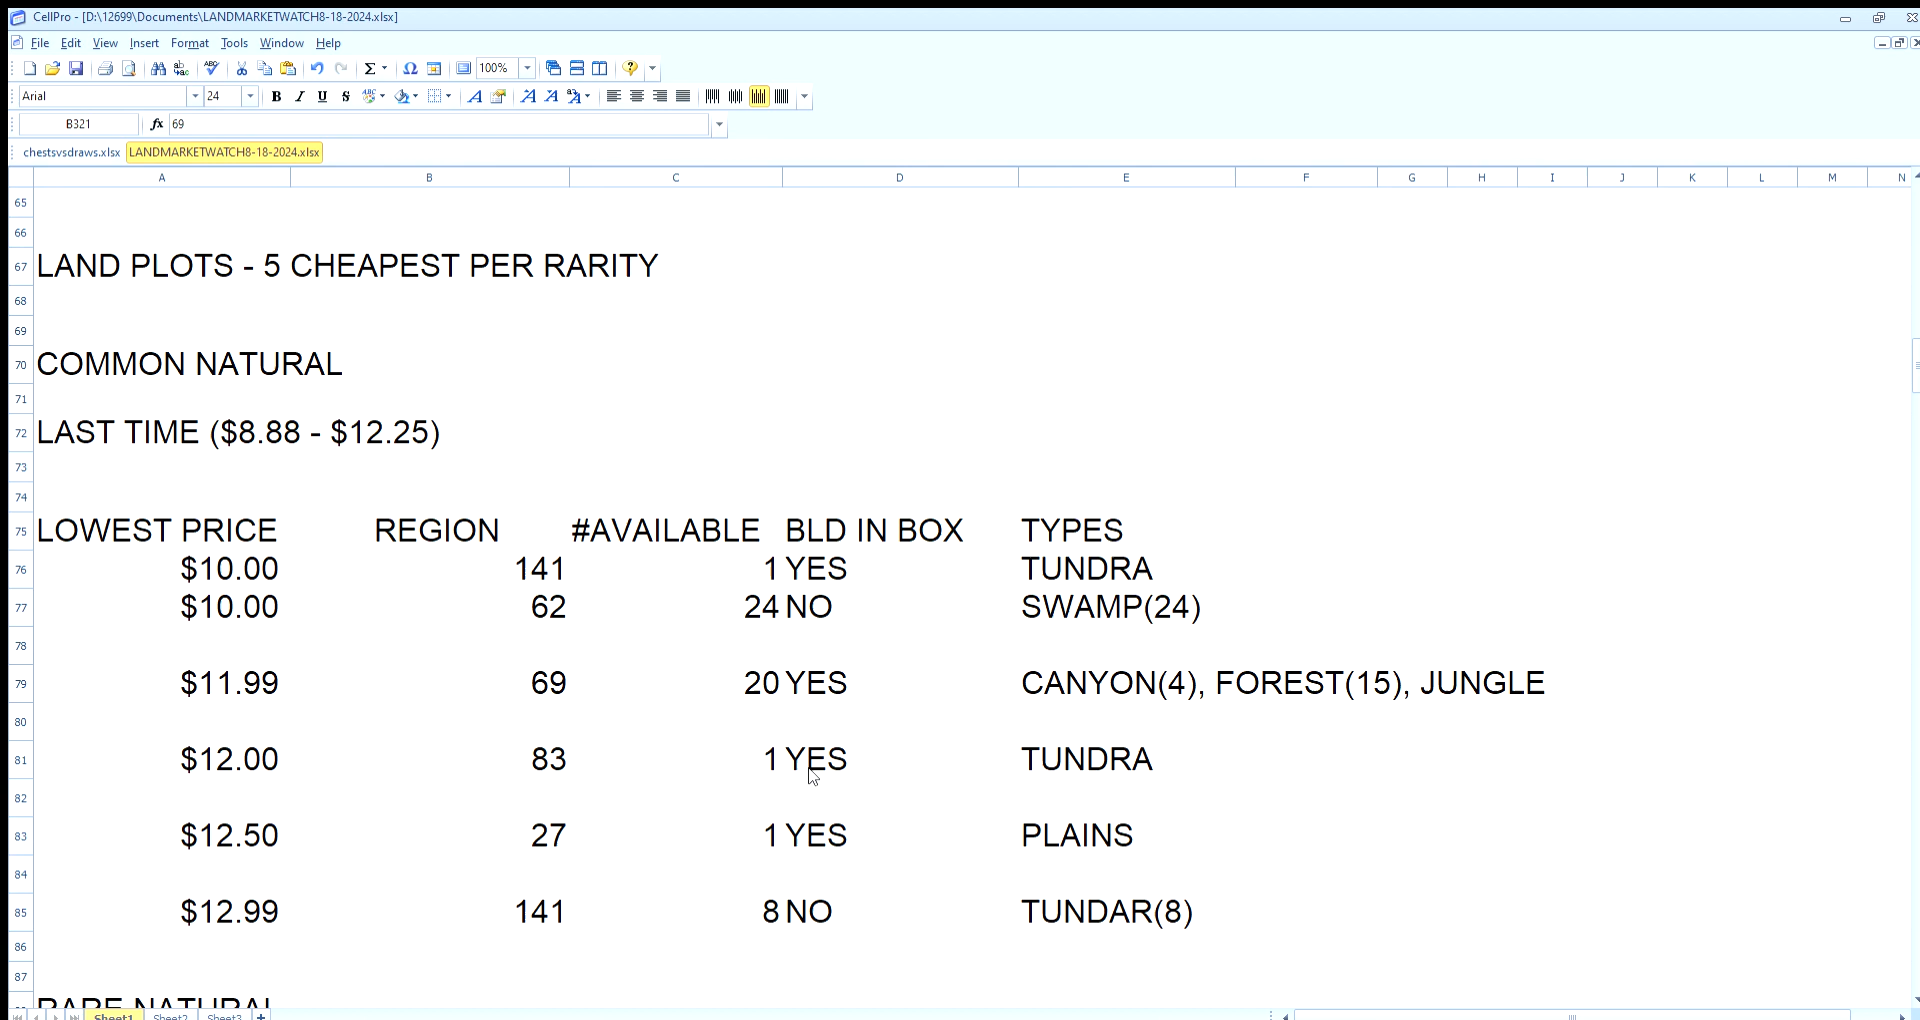 CellPro - [D:\12699\Documents\LANDMARKETWATCH8-18-2024.xlsx]
File Edit View Insert Format Tools Window Help
100%
Arial 24
B321 fx 69
chestsvsdraws.xlsx LANDMARKETWATCH8-18-2024.xlsx
A B C D E F G H I J K L M N
65
66
67 LAND PLOTS - 5 CHEAPEST PER RARITY
68
69
70 COMMON NATURAL
71
72 LAST TIME ($8.88 - $12.25)
73
74
75 LOWEST PRICE REGION #AVAILABLE BLD IN BOX TYPES
76 $10.00 141 1 YES TUNDRA
77 $10.00 62 24 NO SWAMP(24)
78
79 $11.99 69 20 YES CANYON(4), FOREST(15), JUNGLE
80
81 $12.00 83 1 YES TUNDRA
82
83 $12.50 27 1 YES PLAINS
84
85 $12.99 141 8 NO TUNDAR(8)
86
87
RARE NATURAL
Sheet1 Sheet2 Sheet3